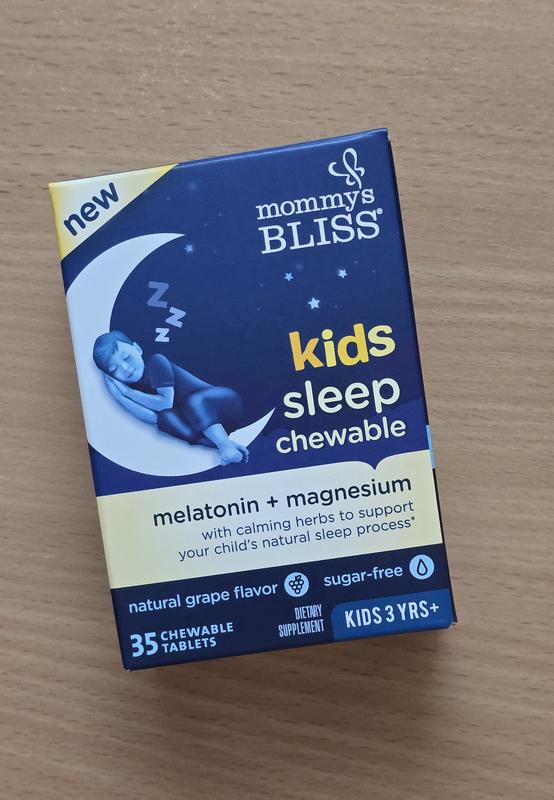 new
mommy's
BLISS®
z
z
z
kids
sleep
chewable
melatonin + magnesium
with calming herbs to support
your child's natural sleep process*
natural grape flavor
sugar-free
35 CHEWABLE
TABLETS
DIETARY
SUPPLEMENT
KIDS 3 YRS+